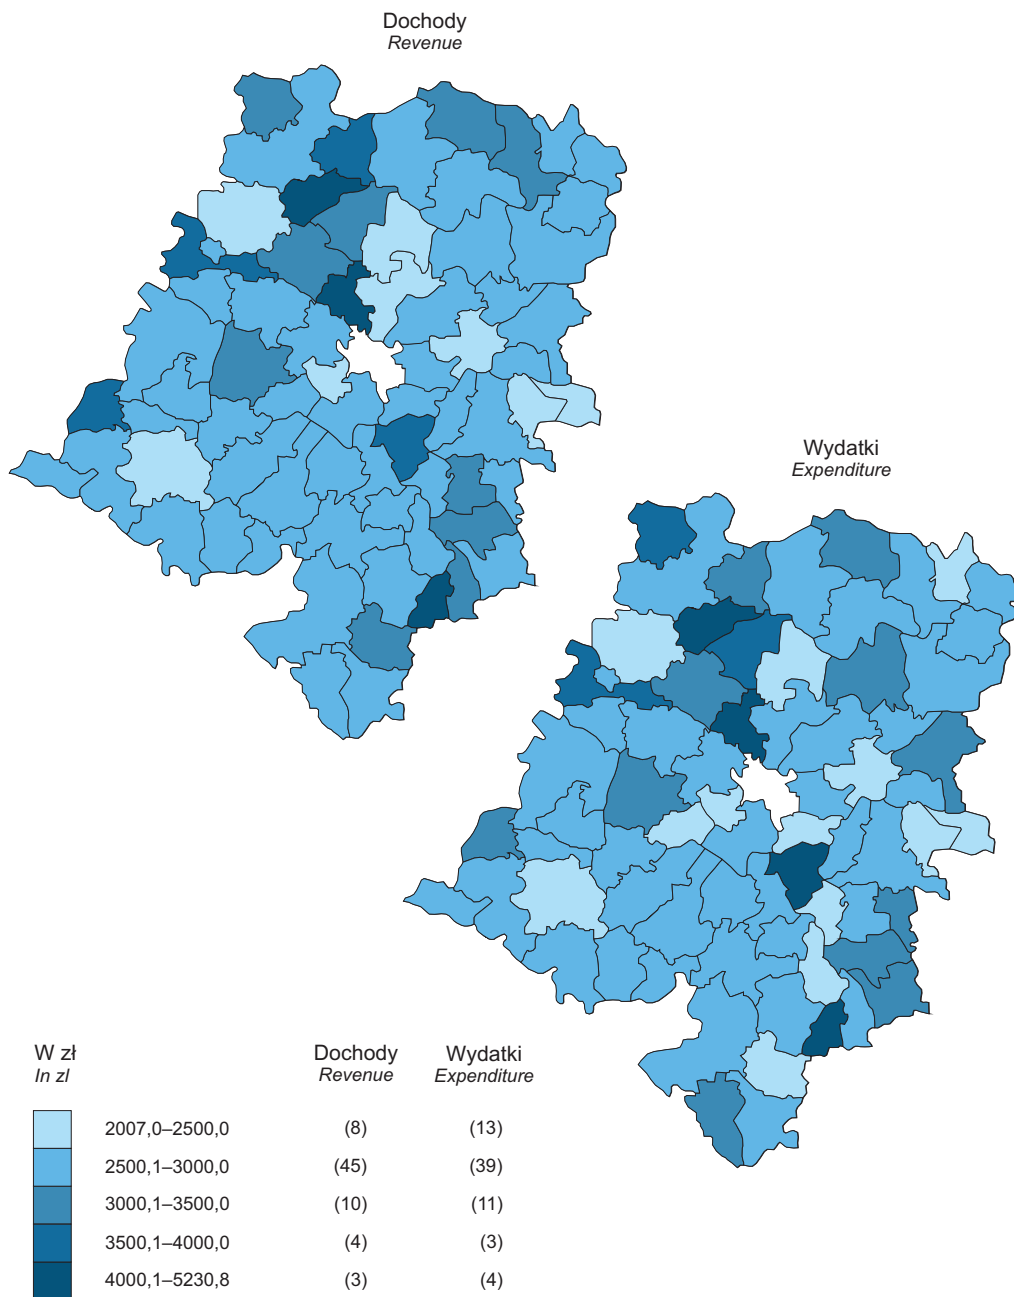 Dochody
Revenue
Wydatki
Expenditure
W zł Dochody Wydatki
In zl Revenue Expenditure
2007,0–2500,0 (8) (13)
2500,1–3000,0 (45) (39)
3000,1–3500,0 (10) (11)
3500,1–4000,0 (4) (3)
4000,1–5230,8 (3) (4)